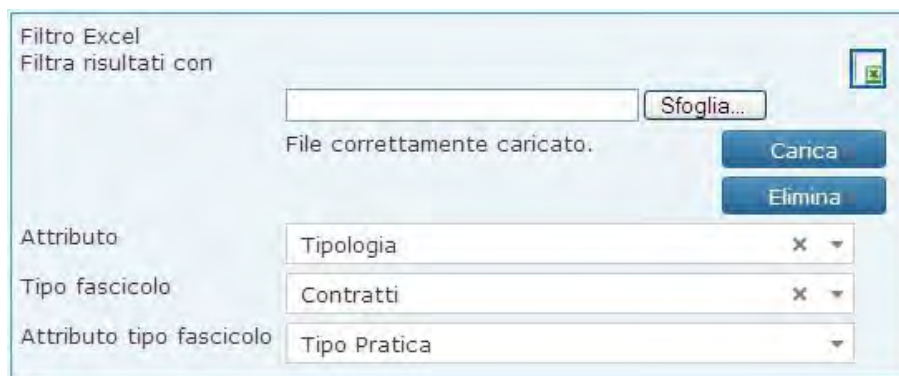 Filtro Excel
Filtra risultati con
Sfoglia...
File correttamente caricato.
Carica
Elimina
Attributo
Tipologia
Tipo fascicolo
Contratti
Attributo tipo fascicolo
Tipo Pratica